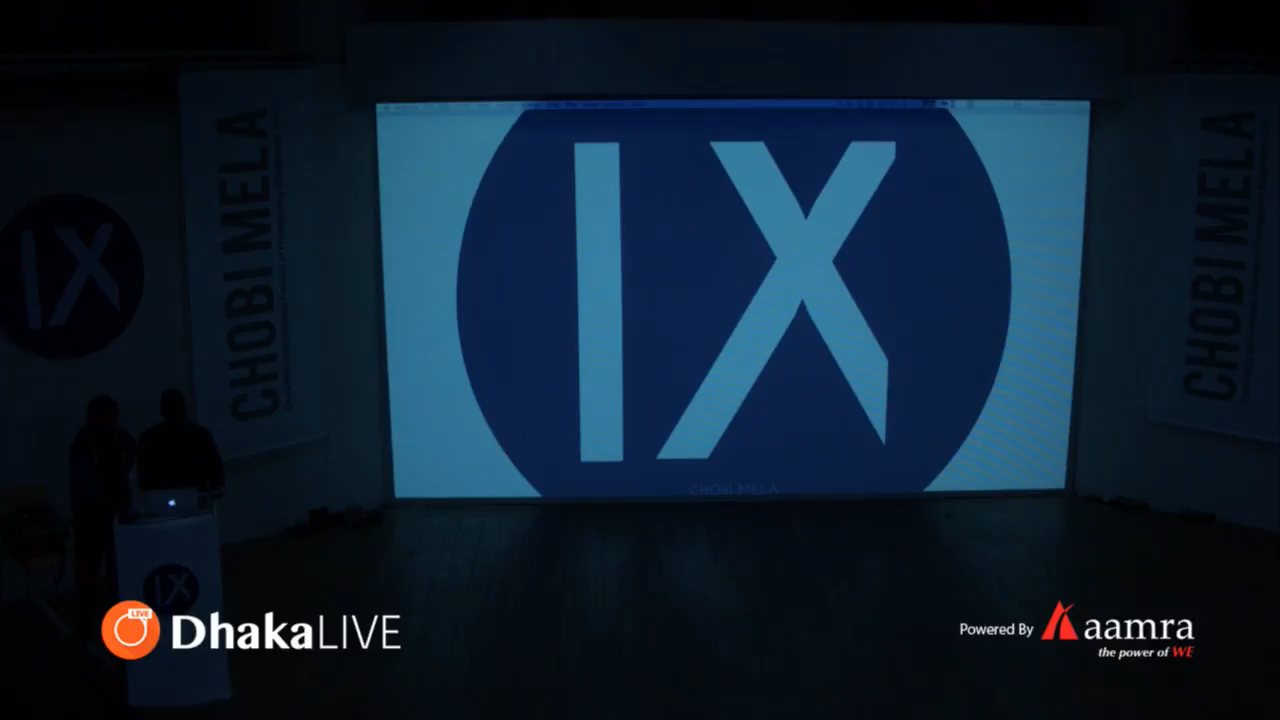 IX
CHOBI MELA
IX
CHOBI MELA
CHOBI MELA
IX
LIVE
DhakaLIVE
Powered By aamra
the power of WE